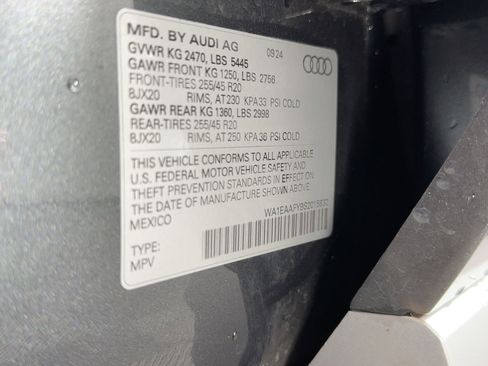 MFD. BY AUDI AG 09 24
GVWR KG 2470, LBS 5445
GAWR FRONT KG 1250, LBS 2756
FRONT-TIRES 255/45 R20
8JX20 RIMS, AT 230 KPA 33 PSI COLD
GAWR REAR KG 1360, LBS 2998
REAR-TIRES 255/45 R20
8JX20 RIMS, AT 250 KPA 36 PSI COLD
THIS VEHICLE CONFORMS TO ALL APPLICABLE
U.S. FEDERAL MOTOR VEHICLE SAFETY AND
THEFT PREVENTION STANDARDS IN EFFECT ON
THE DATE OF MANUFACTURE SHOWN ABOVE
MEXICO
TYPE:
MPV